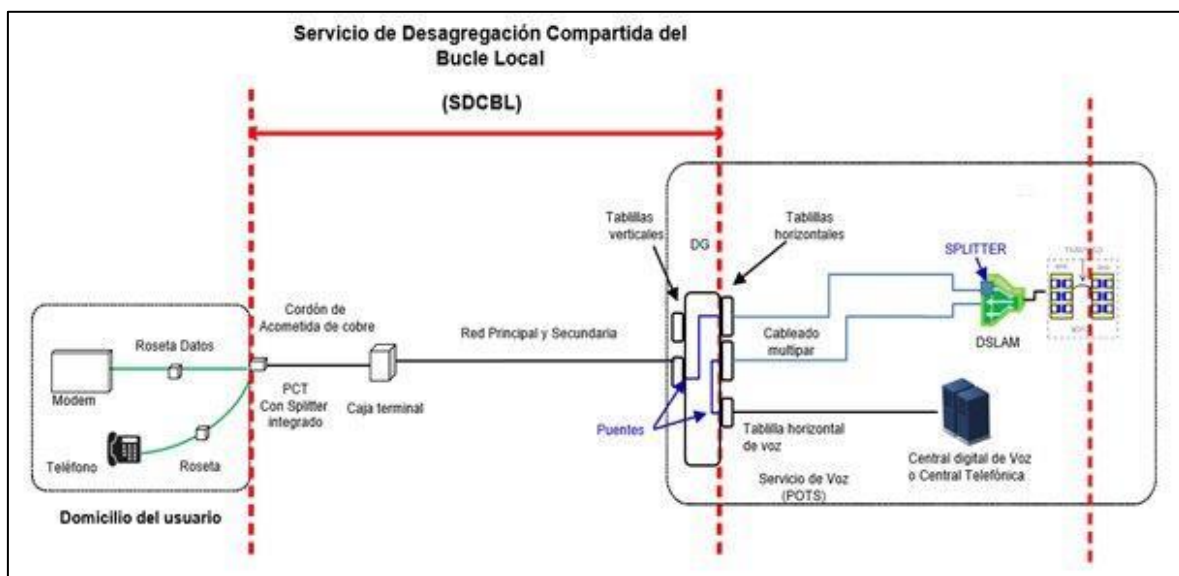 Servicio de Desagregación Compartida del
Bucle Local
(SDCBL)
Tablillas
verticales
DG
Tablillas
horizontales
SPLITTER
Cordón de
Acometida de cobre
Red Principal y Secundaria
Cableado
multipar
DSLAM
Roseta Datos
Modem
PCT
Con Splitter
integrado
Caja terminal
Puentes
Tablilla horizontal
de voz
Teléfono
Roseta
Central digital de Voz
o Central Telefónica
Servicio de Voz
(POTS)
Domicilio del usuario